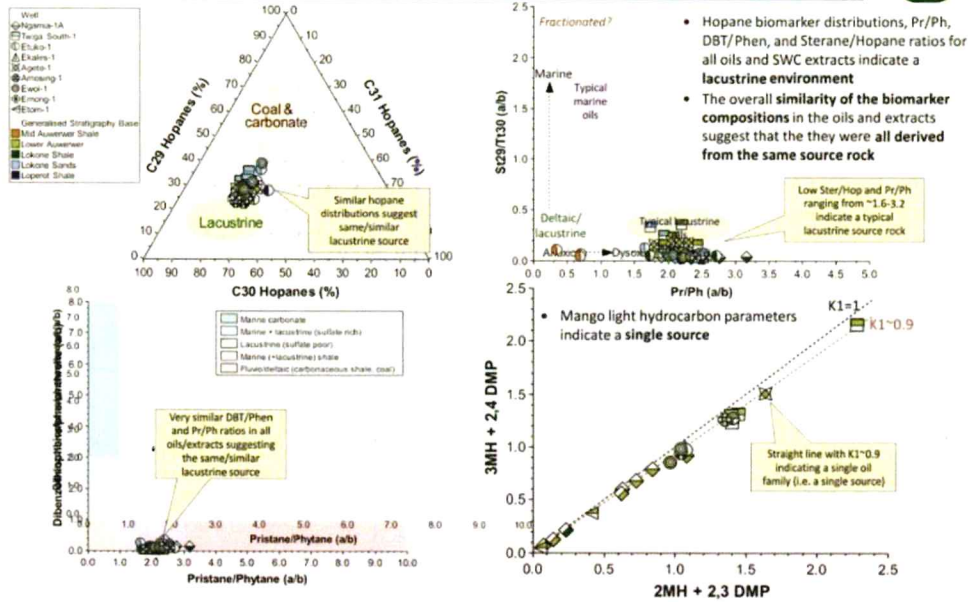 Well
Ngamia-1A
Twiga South-1
Etuko-1
Ekales-1
Agete-1
Amosing-1
Ewoi-1
Emong-1
Etom-1
Generalised Stratigraphy Base
Mid Auwerwer Shale
Lower Auwerwer
Lokone Shale
Lokone Sands
Loperot Shale
100 0
90 10
80
70
60
50
40
30
20
10
0
60
70
0
100
100 90 80 70 60 50 40 30 20 10 0
C29 Hopanes (%)
C31 Hopanes (%)
C30 Hopanes (%)
Coal &
carbonate
Lacustrine
Similar hopane
distributions suggest
same/similar
lacustrine source
2.5
2.0
1.5
1.0
0.5
0.0
St29/Tt30 (a/b)
Fractionated?
Marine
Typical
marine
oils
Deltaic/
lacustrine
Typical lacustrine
0.0 0.5 1.0 1.5 2.0 2.5 3.0 3.5 4.0 4.5 5.0
Pr/Ph (a/b)
Low Ster/Hop and Pr/Ph
ranging from ~1.6-3.2
indicate a typical
lacustrine source rock
• Hopane biomarker distributions, Pr/Ph,
DBT/Phen, and Sterane/Hopane ratios for
all oils and SWC extracts indicate a
lacustrine environment
• The overall similarity of the biomarker
compositions in the oils and extracts
suggest that the they were all derived
from the same source rock
8.0
8.0
7.0
6.0
5.0
4.0
3.0
2.0
1.0
0.0
Marine carbonate
Marine + lacustrine (sulfate rich)
Lacustrine (sulfate poor)
Marine (+lacustrine) shale
Fluvio/deltaic (carbonaceous shale, coal)
Very similar DBT/Phen
and Pr/Ph ratios in all
oils/extracts suggesting
the same/similar
lacustrine source
Pristane/Phytane (a/b)
0.0 1.0 2.0 3.0 4.0 5.0 6.0 7.0 8.0 9.0 10.0
Pristane/Phytane (a/b)
2.5
2.0
1.5
1.0
0.5
0.0
3MH + 2,4 DMP
• Mango light hydrocarbon parameters
indicate a single source
K1=1
K1~0.9
Straight line with K1~0.9
indicating a single oil
family (i.e. a single source)
0.0 0.5 1.0 1.5 2.0 2.5
2MH + 2,3 DMP